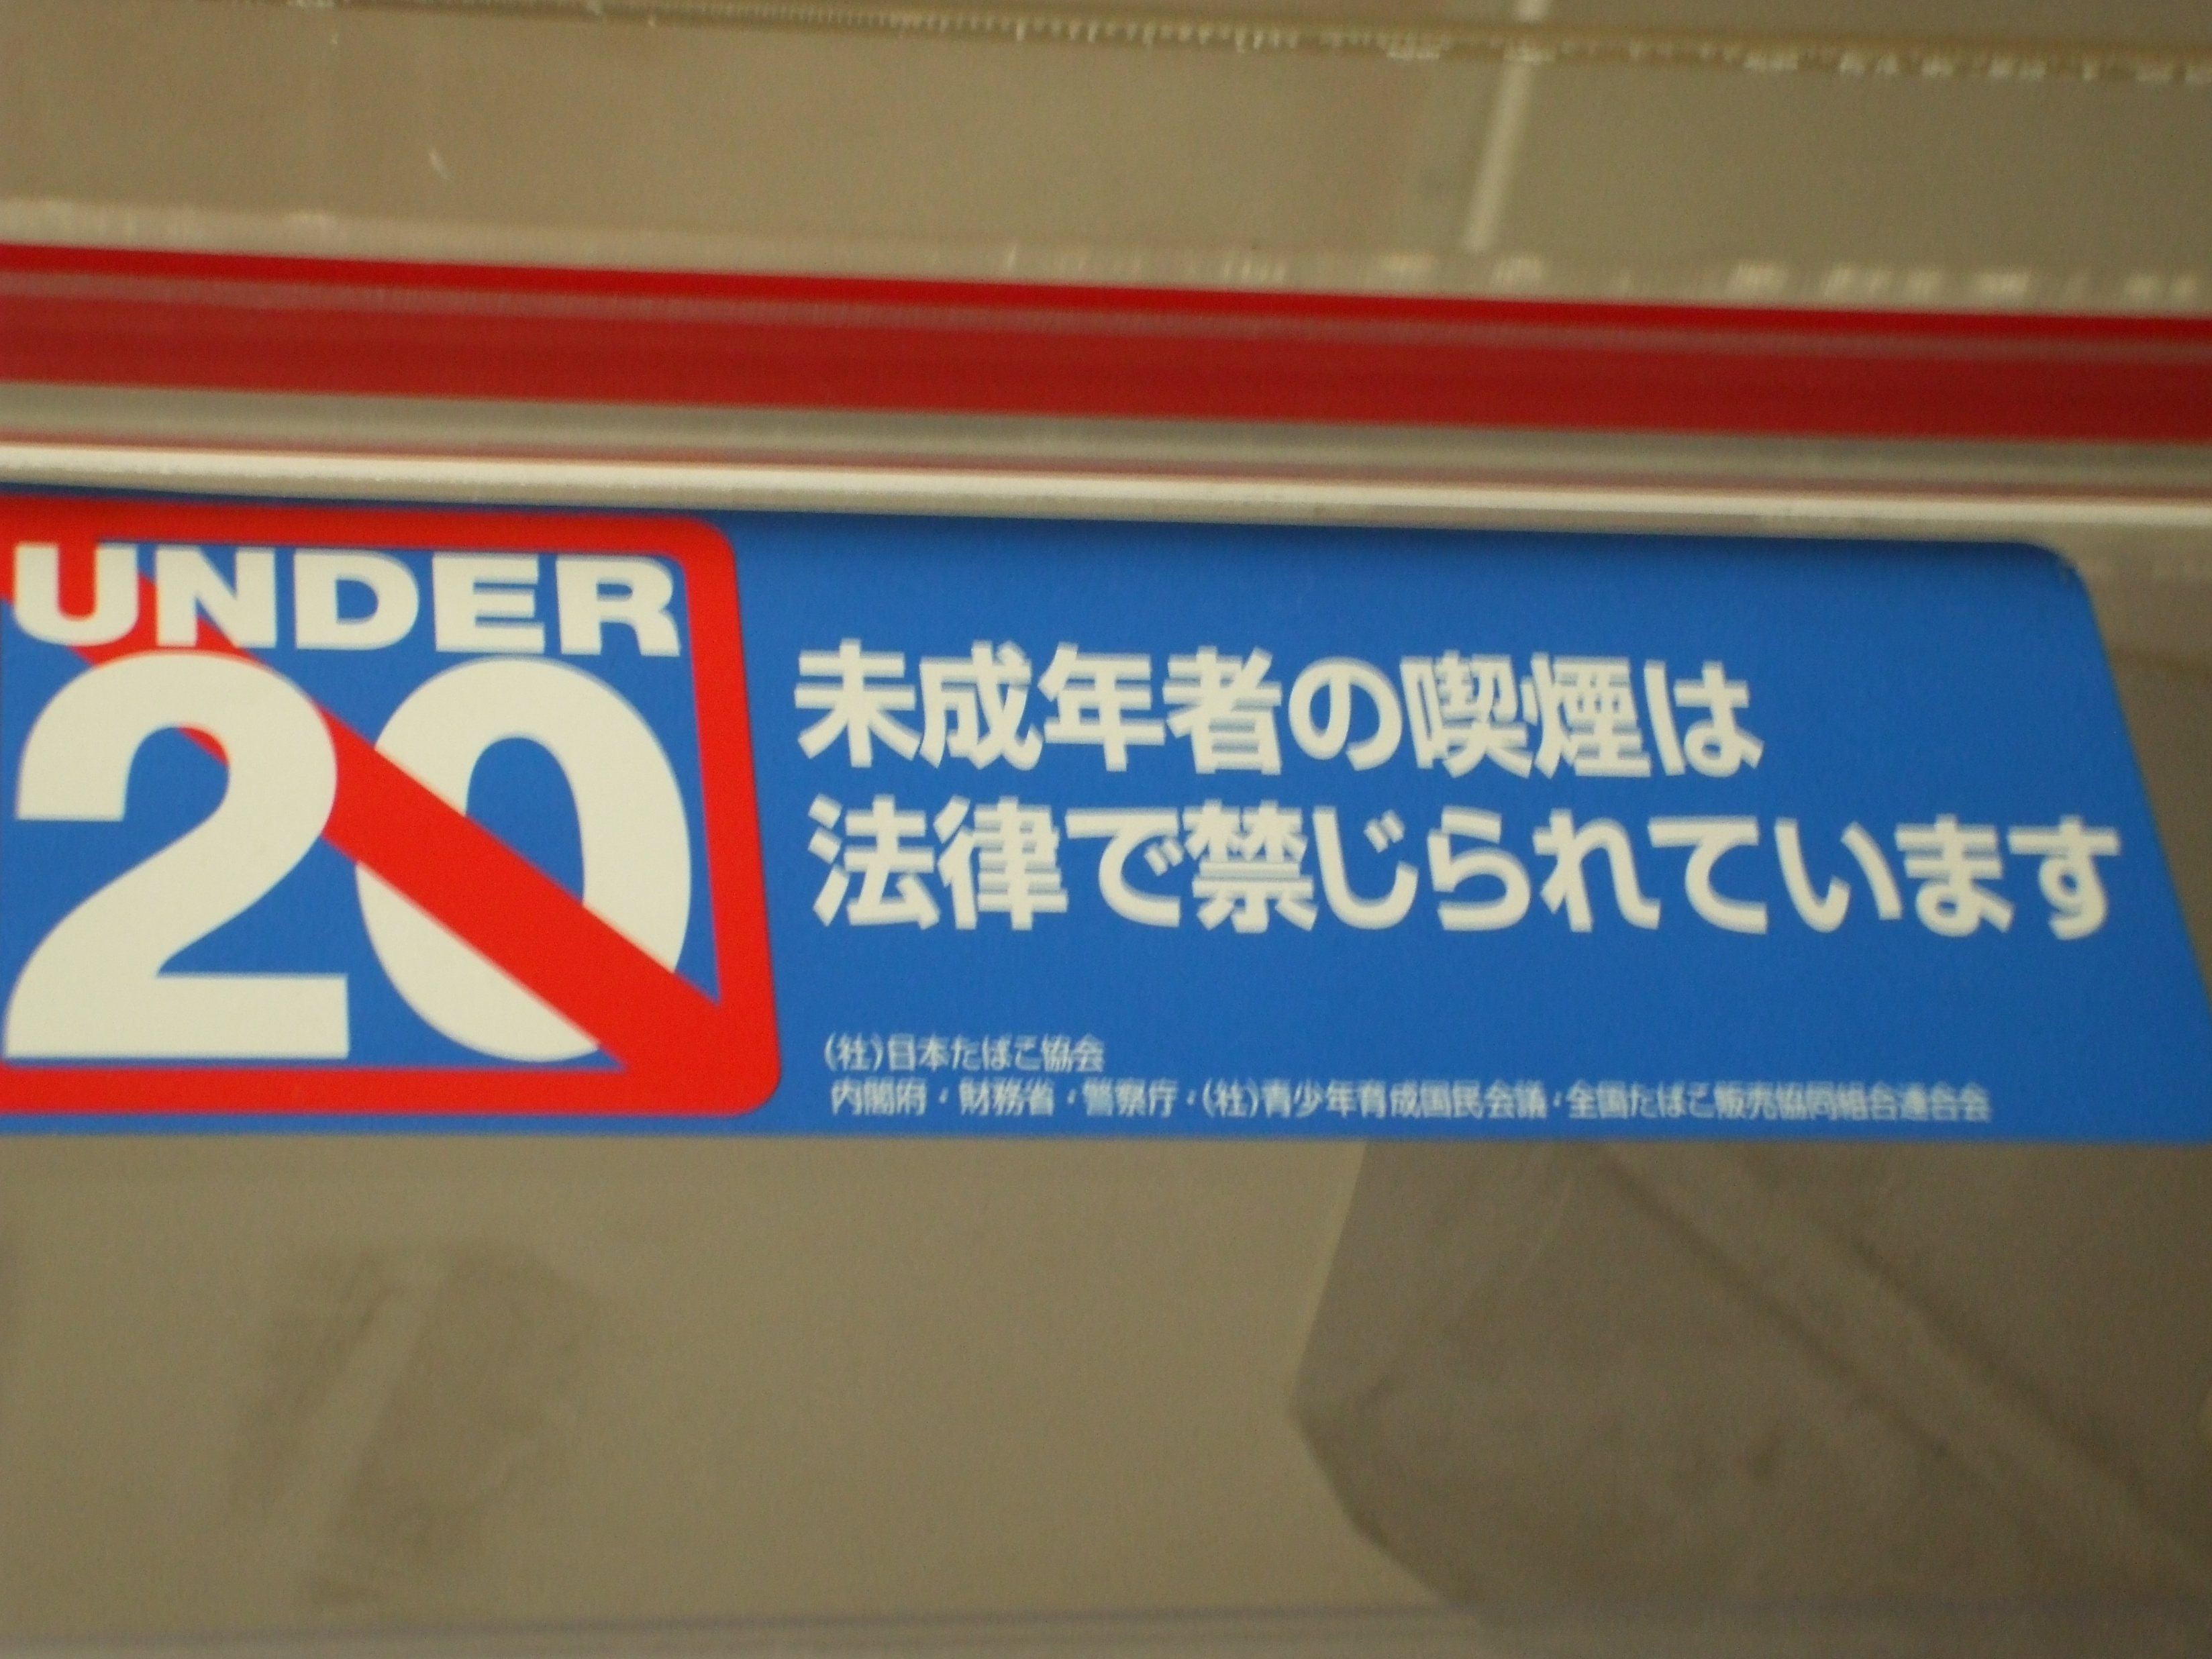 UNDER
20
未成年者の喫煙は
法律で禁じられています
(社)日本たばこ協会
内閣府・財務省・警察庁・(社)青少年育成国民会議・全国たばこ販売協同組合連合会